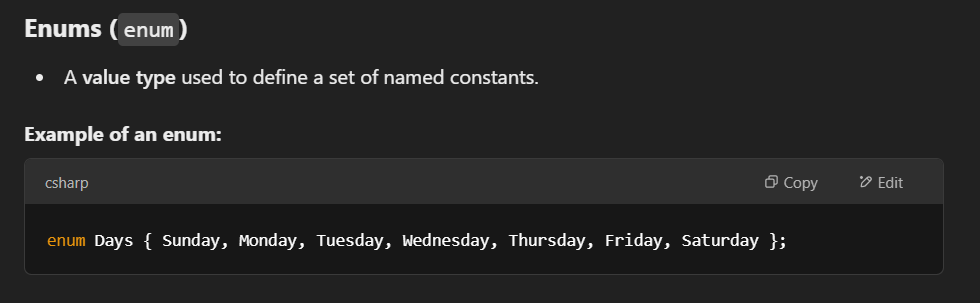 Enums (enum)
• A value type used to define a set of named constants.
Example of an enum:
csharp Copy Edit
enum Days { Sunday, Monday, Tuesday, Wednesday, Thursday, Friday, Saturday };